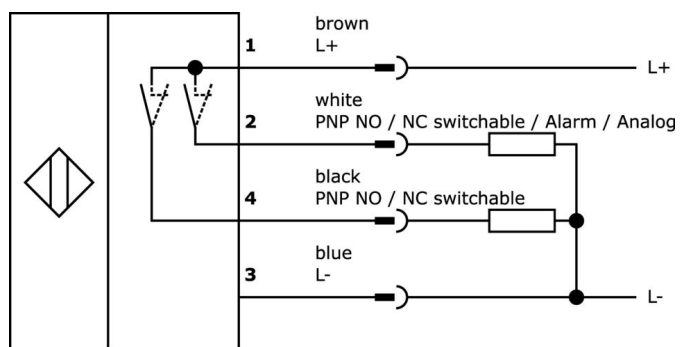 brown
1 L+
L+
white
2 PNP NO / NC switchable / Alarm / Analog
black
4 PNP NO / NC switchable
blue
3 L-
L-